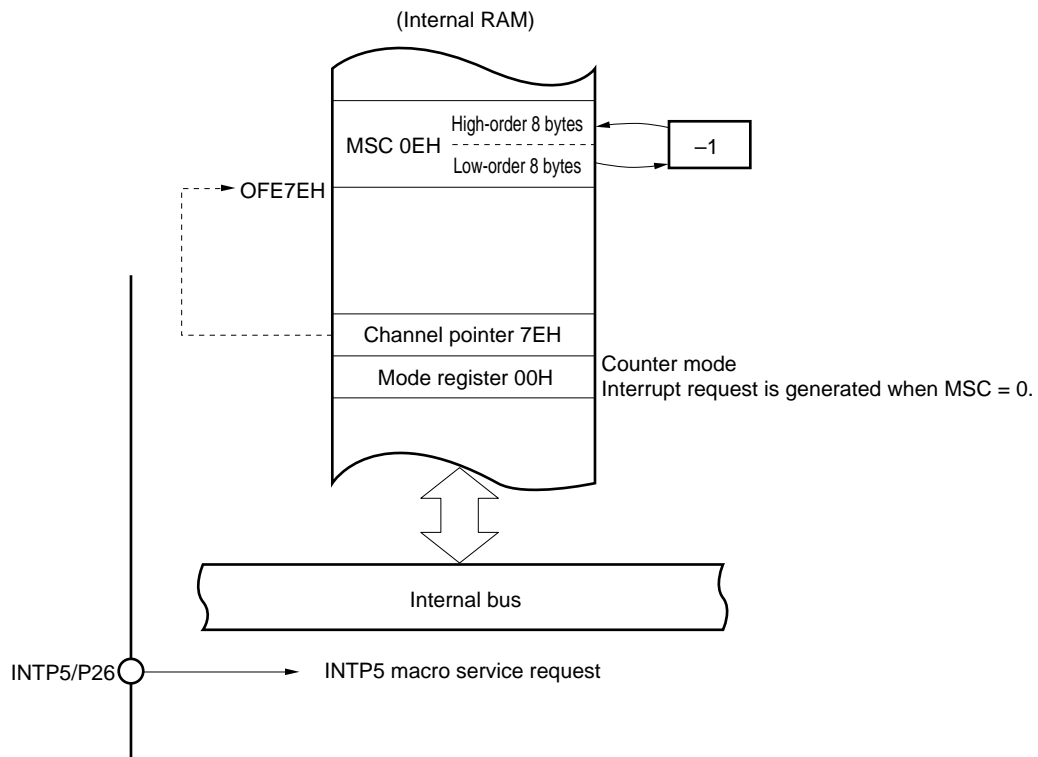 (Internal RAM)
High-order 8 bytes
MSC 0EH
–1
Low-order 8 bytes
OFE7EH
Channel pointer 7EH
Mode register 00H
Counter mode
Interrupt request is generated when MSC = 0.
Internal bus
INTP5/P26
INTP5 macro service request